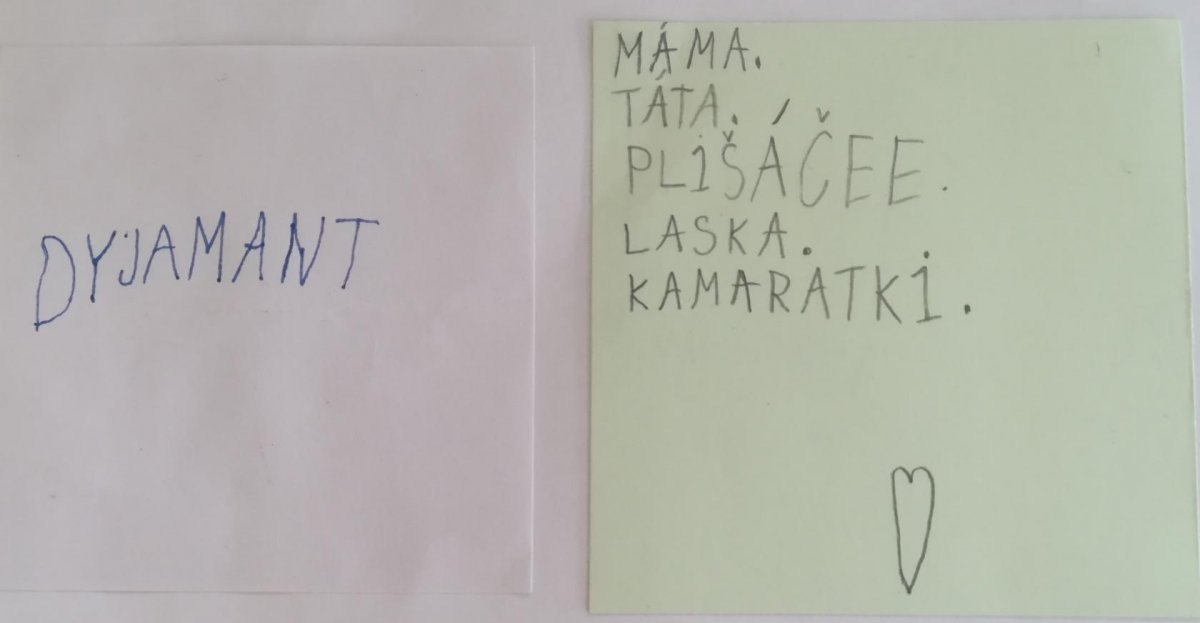 DYJAMANT
MÁMA.
TÁTA.
PLIŠÁČEE.
LASKA.
KAMARATKI.